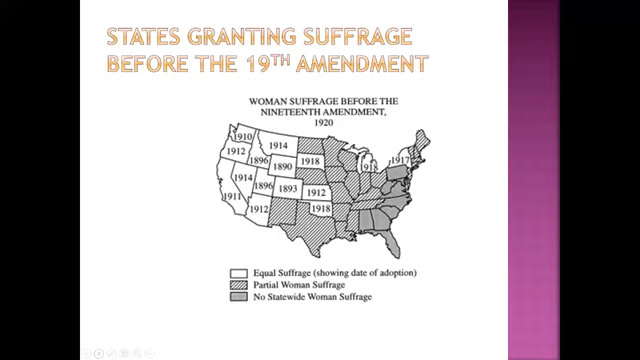 STATES GRANTING SUFFRAGE
BEFORE THE 19TH AMENDMENT
WOMAN SUFFRAGE BEFORE THE
NINETEENTH AMENDMENT,
1920
1910
1912
1914
1896
1890
1918
1918
1917
1914
1896
1893
1912
1911
1912
1918
Equal Suffrage (showing date of adoption)
Partial Woman Suffrage
No Statewide Woman Suffrage